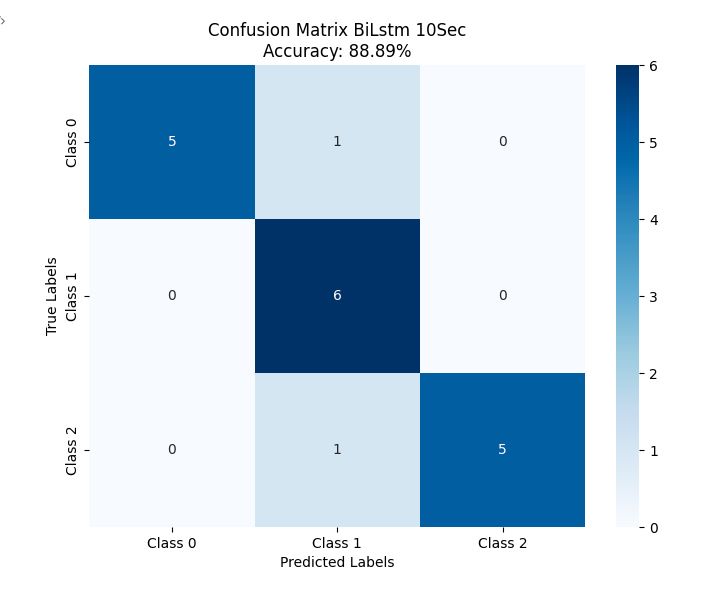 Confusion Matrix BiLstm 10Sec
Accuracy: 88.89%
True Labels
Class 0
5 1 0
Class 1
0 6 0
Class 2
0 1 5
Class 0 Class 1 Class 2
Predicted Labels
6
5
4
3
2
1
0